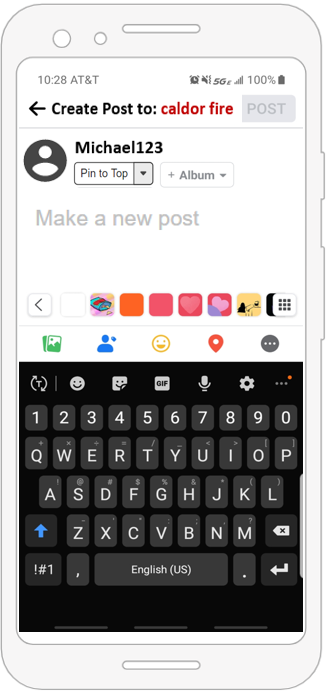 10:28 AT&T 5GE 100%
Create Post to: caldor fire POST
Michael123
Pin to Top + Album
Make a new post
T GIF
1 2 3 4 5 6 7 8 9 0
+ × ÷ = / _ < > [ ]
Q W E R T Y U I O P
! @ # $ % & * ( )
A S D F G H J K L
- ' " : ; , ?
Z X C V B N M
!#1 , English (US) .